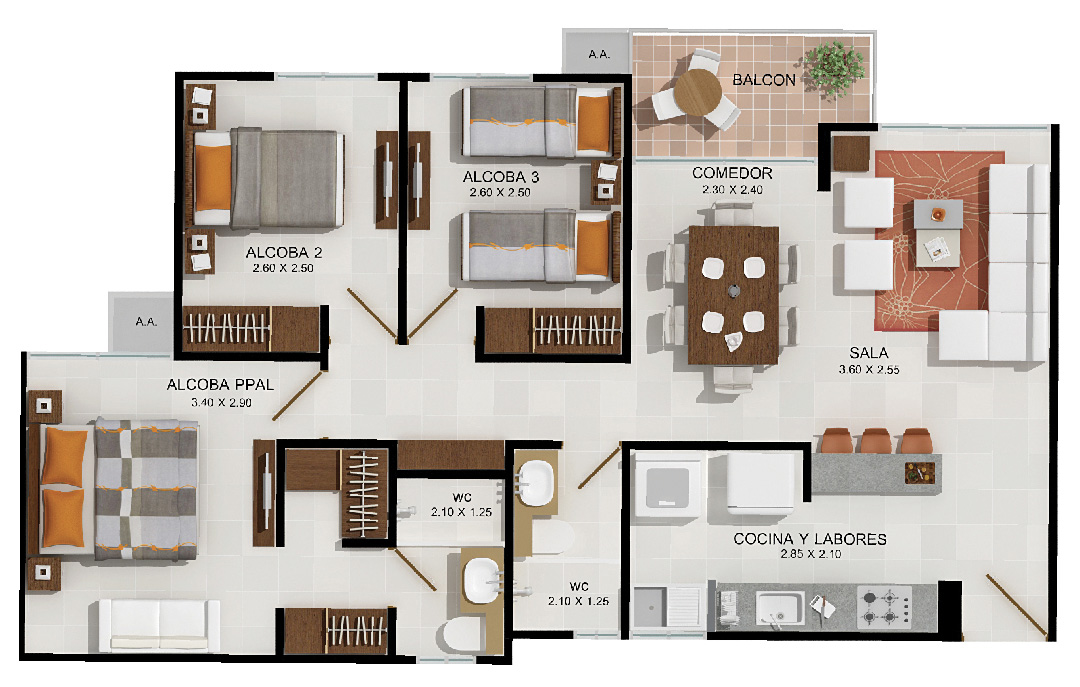 A.A.
BALCON
ALCOBA 2
2.60 X 2.50
ALCOBA 3
2.60 X 2.50
COMEDOR
2.30 X 2.40
A.A.
ALCOBA PPAL
3.40 X 2.90
SALA
3.60 X 2.55
WC
2.10 X 1.25
WC
2.10 X 1.25
COCINA Y LABORES
2.85 X 2.10